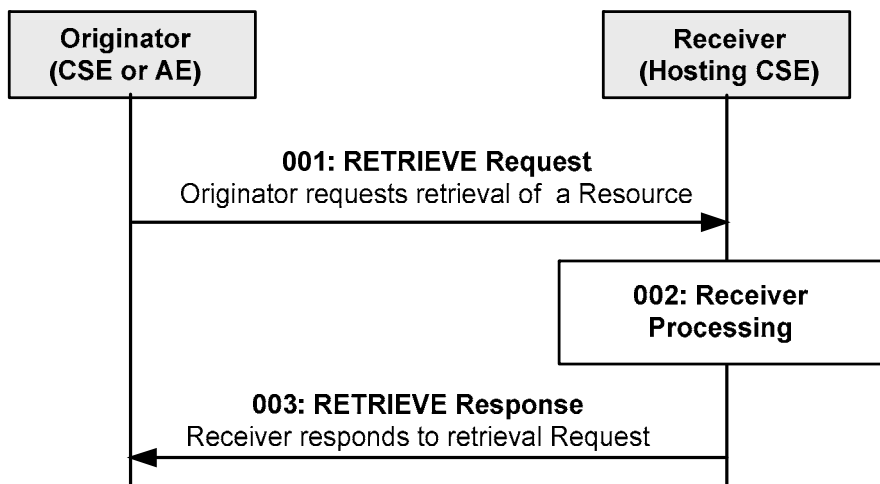 Originator
(CSE or AE)
Receiver
(Hosting CSE)
001: RETRIEVE Request
Originator requests retrieval of a Resource
002: Receiver
Processing
003: RETRIEVE Response
Receiver responds to retrieval Request